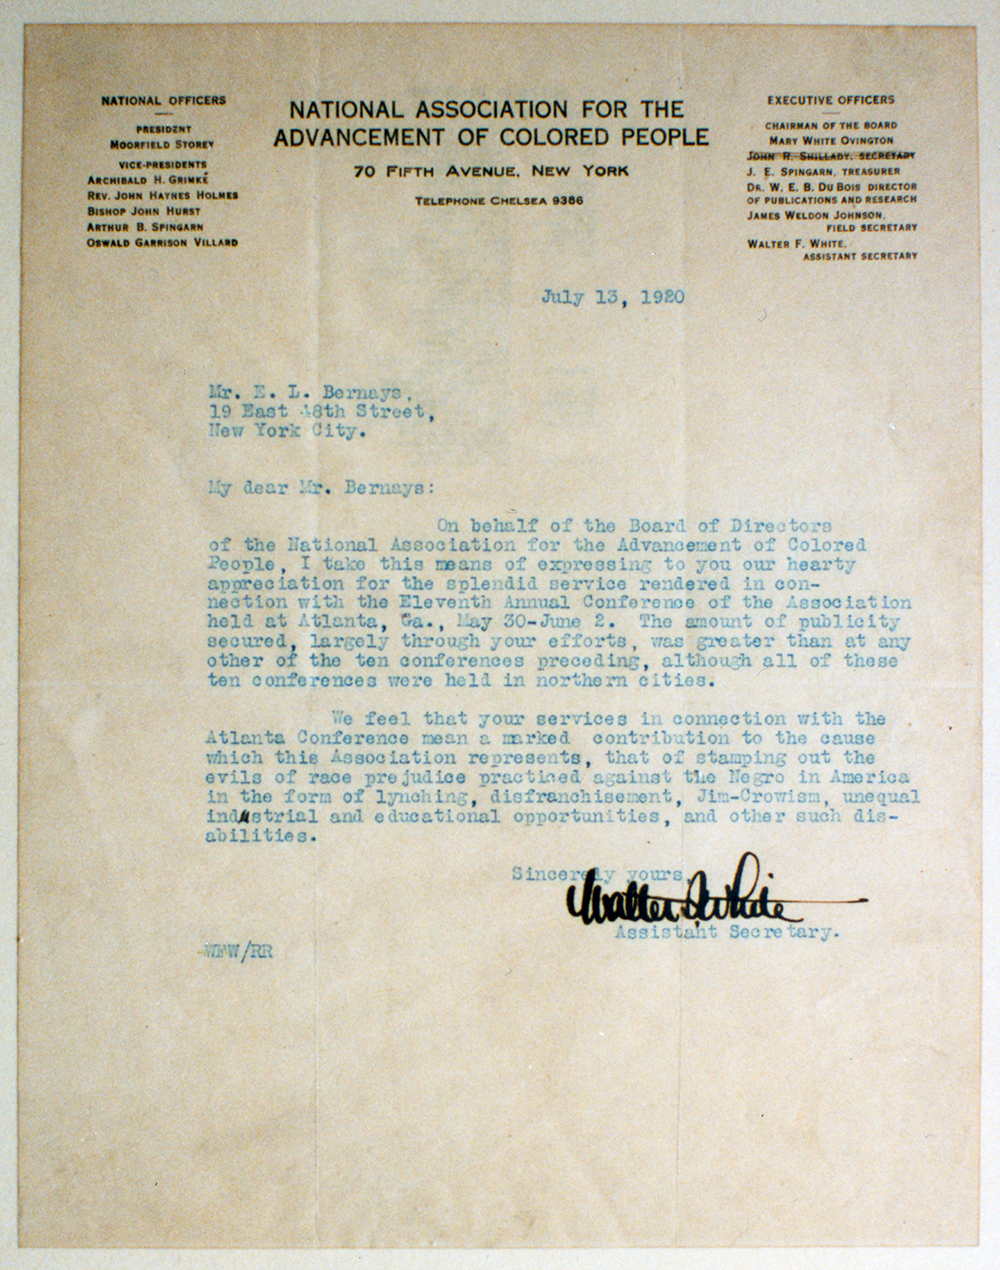 NATIONAL OFFICERS
PRESIDENT
MOORFIELD STOREY
VICE-PRESIDENTS
ARCHIBALD H. GRIMKÉ
REV. JOHN HAYNES HOLMES
BISHOP JOHN HURST
ARTHUR B. SPINGARN
OSWALD GARRISON VILLARD
NATIONAL ASSOCIATION FOR THE
ADVANCEMENT OF COLORED PEOPLE
70 FIFTH AVENUE, NEW YORK
TELEPHONE CHELSEA 9386
EXECUTIVE OFFICERS
CHAIRMAN OF THE BOARD
MARY WHITE OVINGTON
JOHN R. SHILLADY, SECRETARY
J. E. SPINGARN, TREASURER
DR. W. E. B. DU BOIS DIRECTOR
OF PUBLICATIONS AND RESEARCH
JAMES WELDON JOHNSON,
FIELD SECRETARY
WALTER F. WHITE,
ASSISTANT SECRETARY
July 13, 1920
Mr. E. L. Bernays,
19 East 48th Street,
New York City.
My dear Mr. Bernays:
On behalf of the Board of Directors
of the National Association for the Advancement of Colored
People, I take this means of expressing to you our hearty
appreciation for the splendid service rendered in con-
nection with the Eleventh Annual Conference of the Association
held at Atlanta, Ga., May 30-June 2. The amount of publicity
secured, largely through your efforts, was greater than at any
other of the ten conferences preceding, although all of these
ten conferences were held in northern cities.
We feel that your services in connection with the
Atlanta Conference mean a marked contribution to the cause
which this Association represents, that of stamping out the
evils of race prejudice practiced against the Negro in America
in the form of lynching, disfranchisement, Jim-Crowism, unequal
industrial and educational opportunities, and other such dis-
abilities.
Sincerely yours,
Walter F. White
Assistant Secretary.
WFW/RR